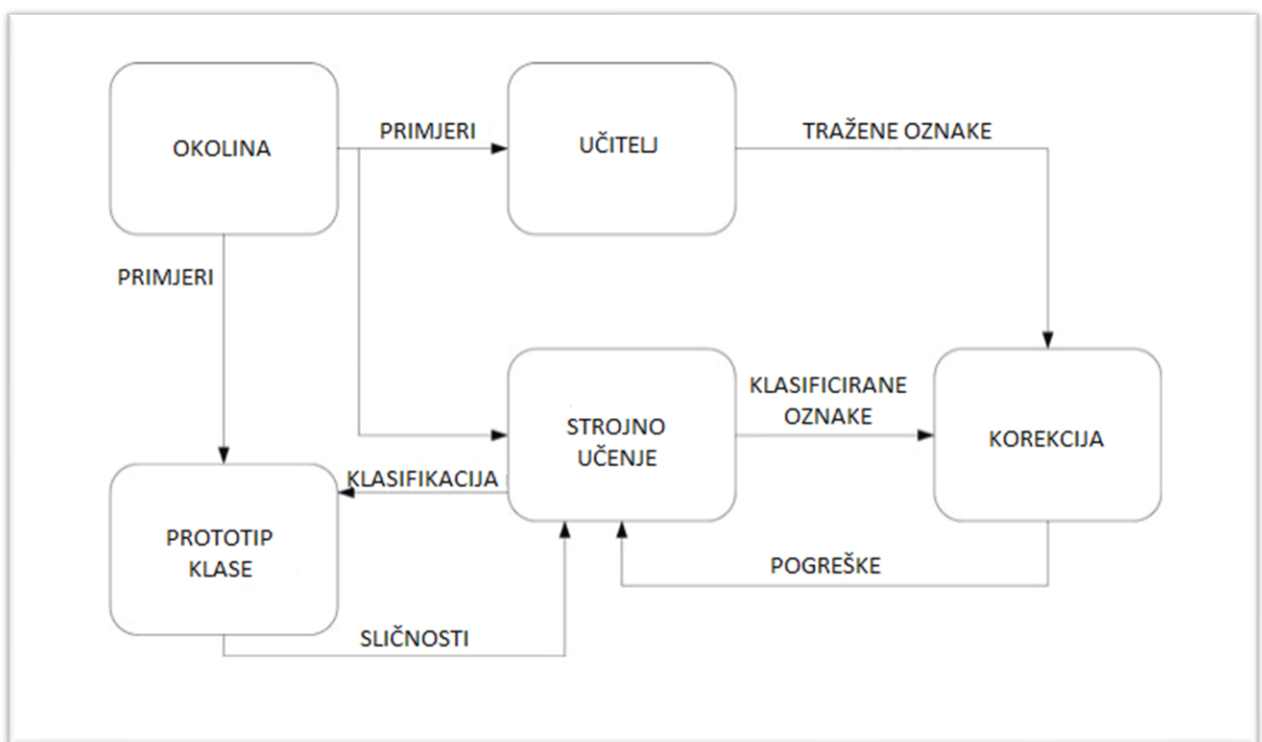 OKOLINA
PRIMJERI
UČITELJ
TRAŽENE OZNAKE
PRIMJERI
STROJNO
UČENJE
KLASIFICIRANE
OZNAKE
KOREKCIJA
KLASIFIKACIJA
PROTOTIP
KLASE
SLIČNOSTI
POGREŠKE